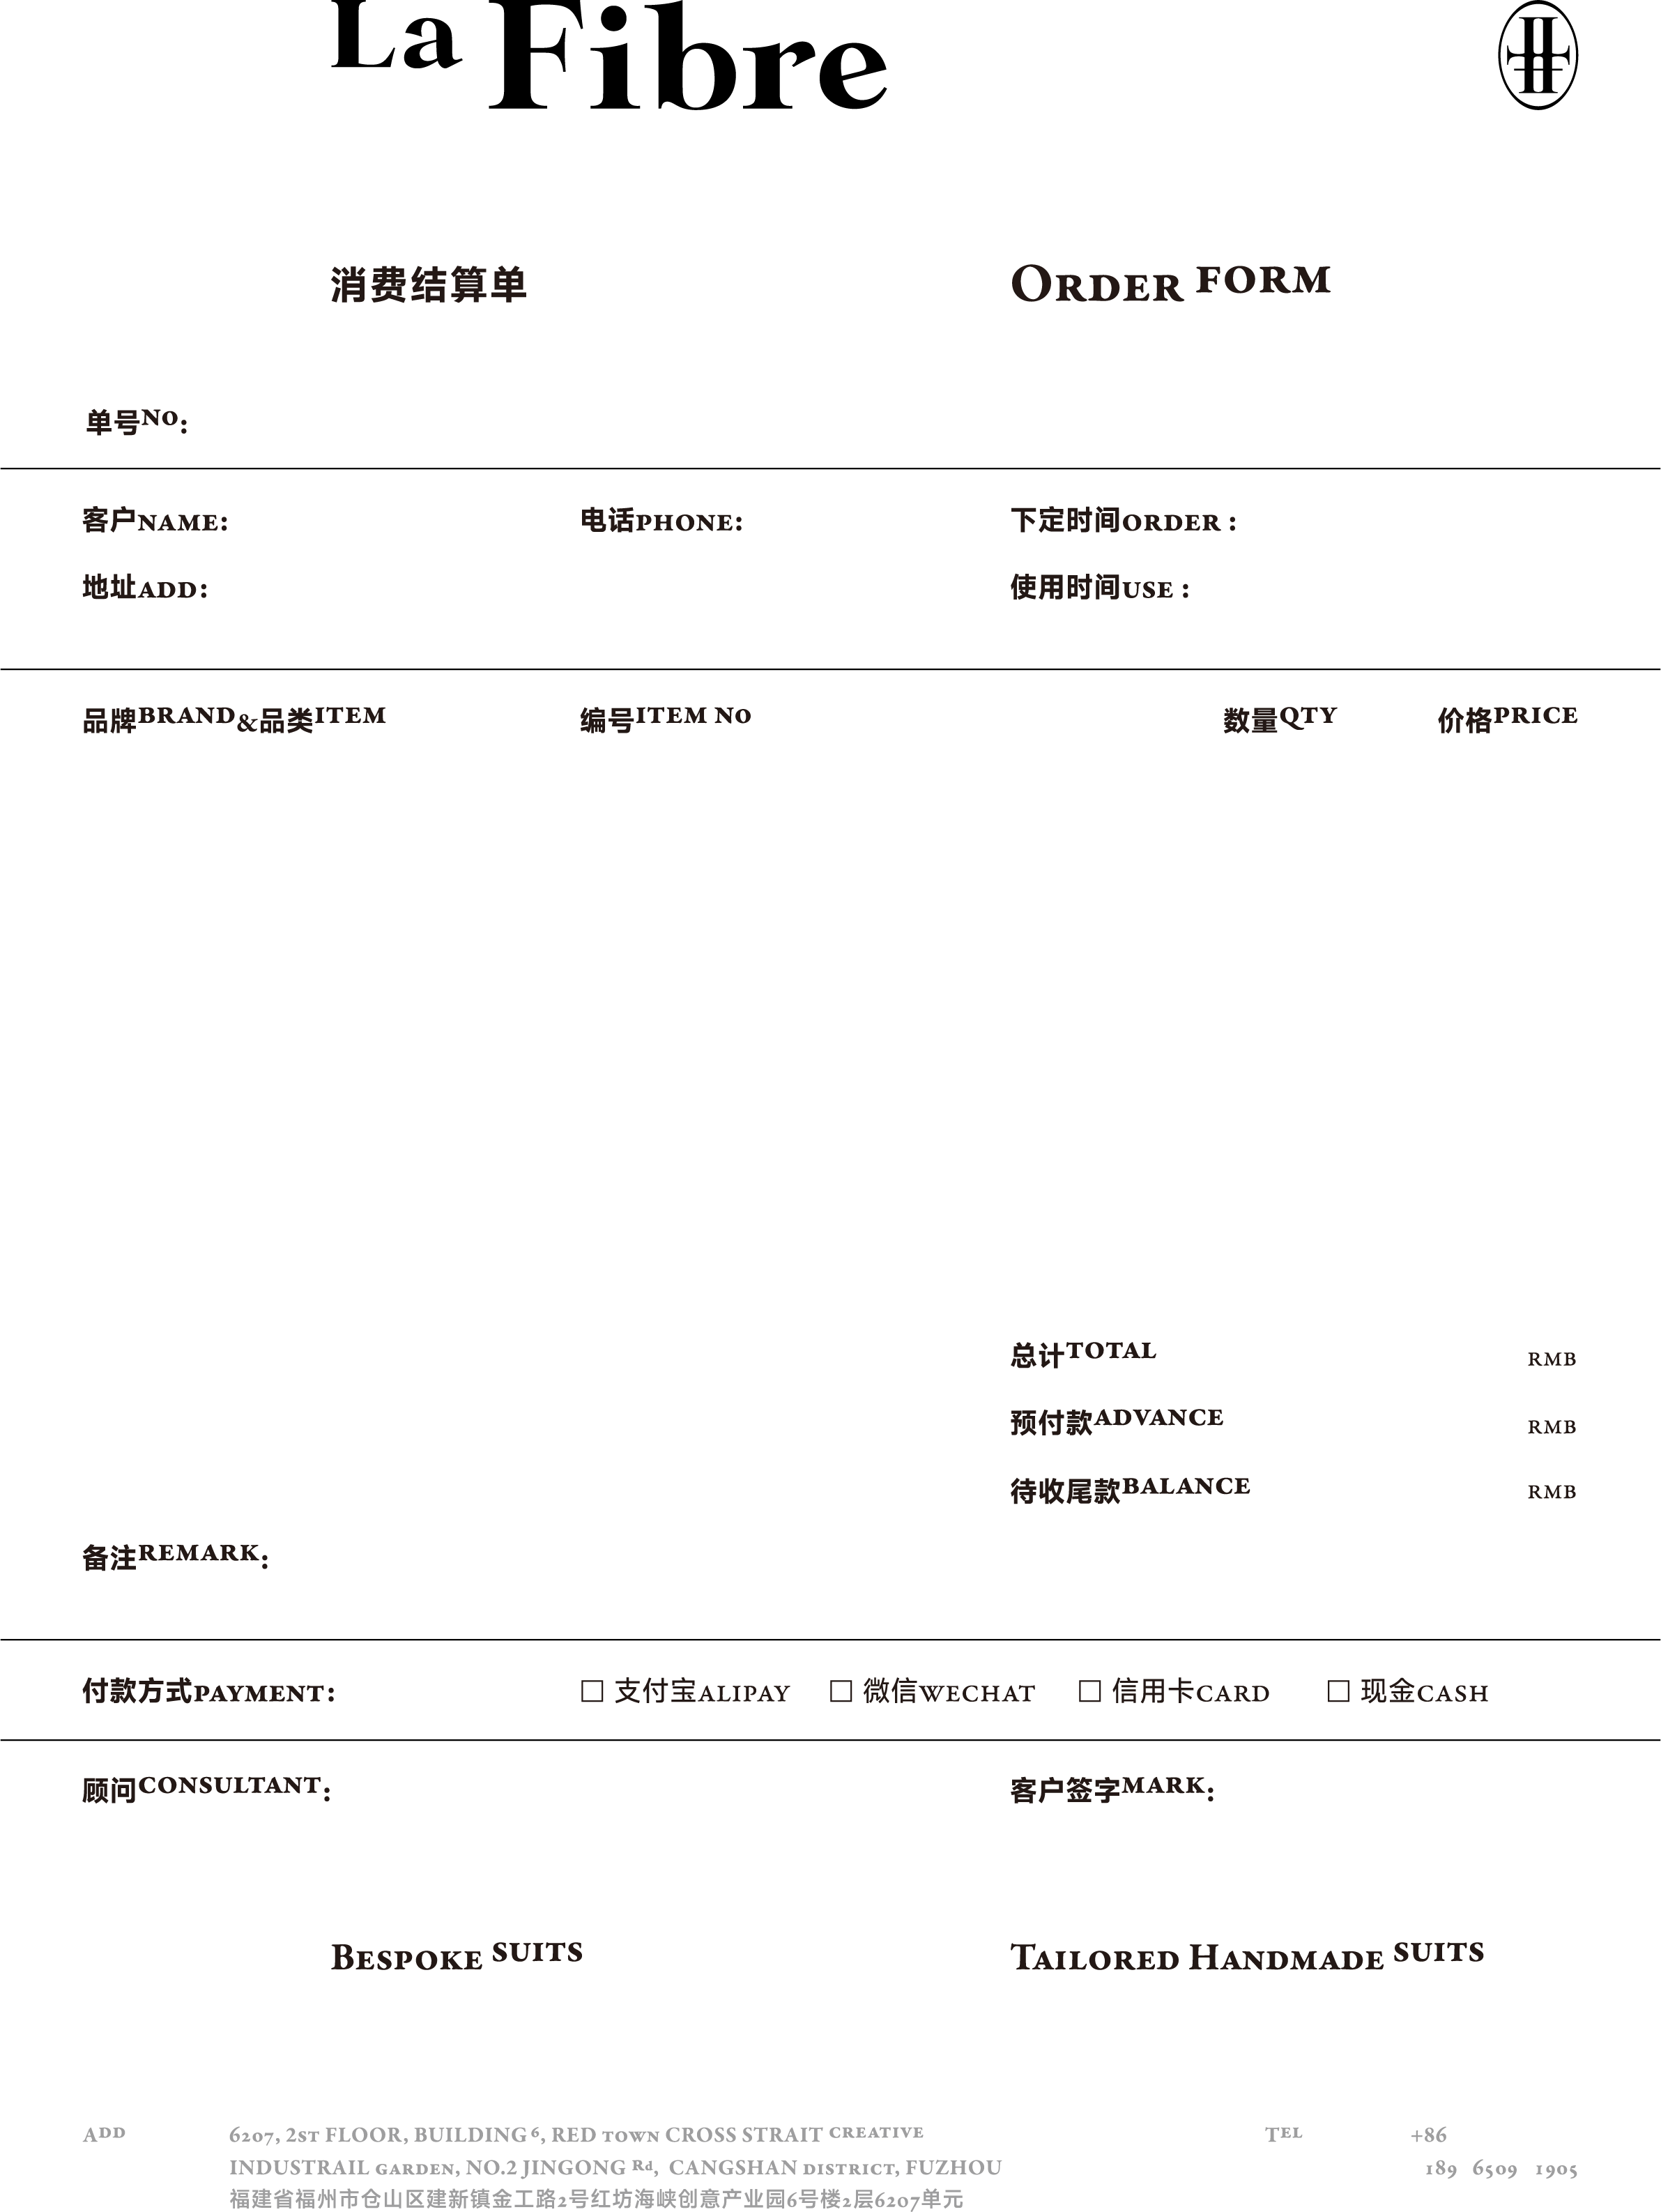 La Fibre
消费结算单 Order form
单号No:
客户NAME: 电话PHONE: 下定时间ORDER :
地址ADD: 使用时间USE :
品牌BRAND&品类ITEM 编号ITEM No 数量QTY 价格PRICE
总计TOTAL RMB
预付款ADVANCE RMB
待收尾款BALANCE RMB
备注REMARK:
付款方式PAYMENT: □ 支付宝ALIPAY □ 微信WECHAT □ 信用卡CARD □ 现金CASH
顾问CONSULTANT: 客户签字MARK:
Bespoke suits Tailored Handmade suits
ADD 6207, 2ST FLOOR, BUILDING 6, RED TOWN CROSS STRAIT CREATIVE TEL +86
INDUSTRAIL GARDEN, NO.2 JINGONG Rd, CANGSHAN DISTRICT, FUZHOU 189 6509 1905
福建省福州市仓山区建新镇金工路2号红坊海峡创意产业园6号楼2层6207单元